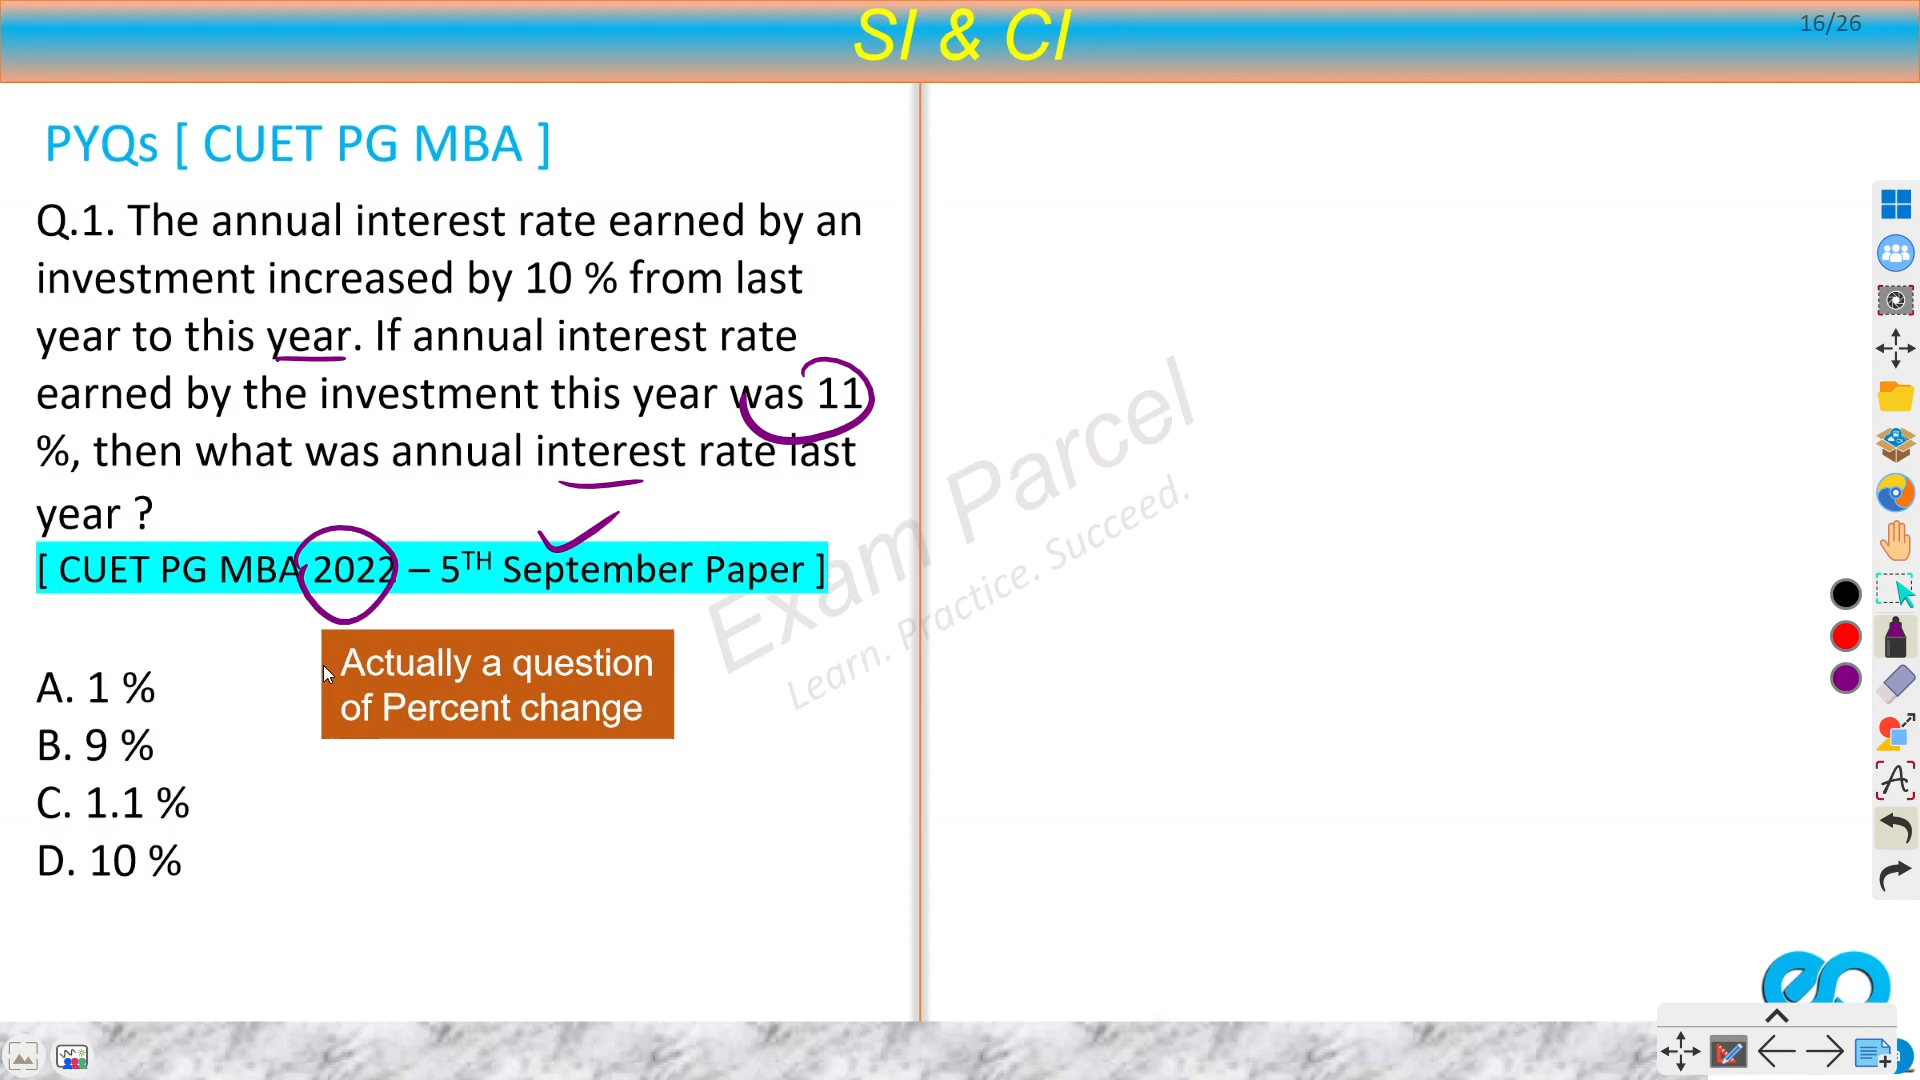 SI & CI
16/26
PYQs [ CUET PG MBA ]
Q.1. The annual interest rate earned by an
investment increased by 10 % from last
year to this year. If annual interest rate
earned by the investment this year was 11
%, then what was annual interest rate last
year ?
[ CUET PG MBA 2022 – 5TH September Paper ]
Actually a question
of Percent change
A. 1 %
B. 9 %
C. 1.1 %
D. 10 %
Exam Parcel
Learn. Practice. Succeed.